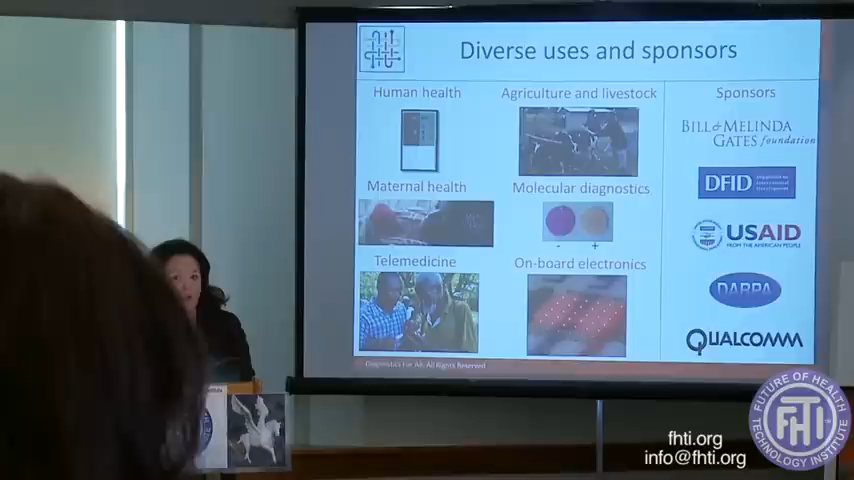 Diverse uses and sponsors
Human health
Agriculture and livestock
Sponsors
BILL & MELINDA
GATES foundation
Maternal health
Molecular diagnostics
DFID
- +
USAID
FROM THE AMERICAN PEOPLE
Telemedicine
On-board electronics
DARPA
QUALCOMM
Diagnostics For All. All Rights Reserved
FUTURE OF HEALTH
TECHNOLOGY INSTITUTE
FHTI
fhti.org
info@fhti.org